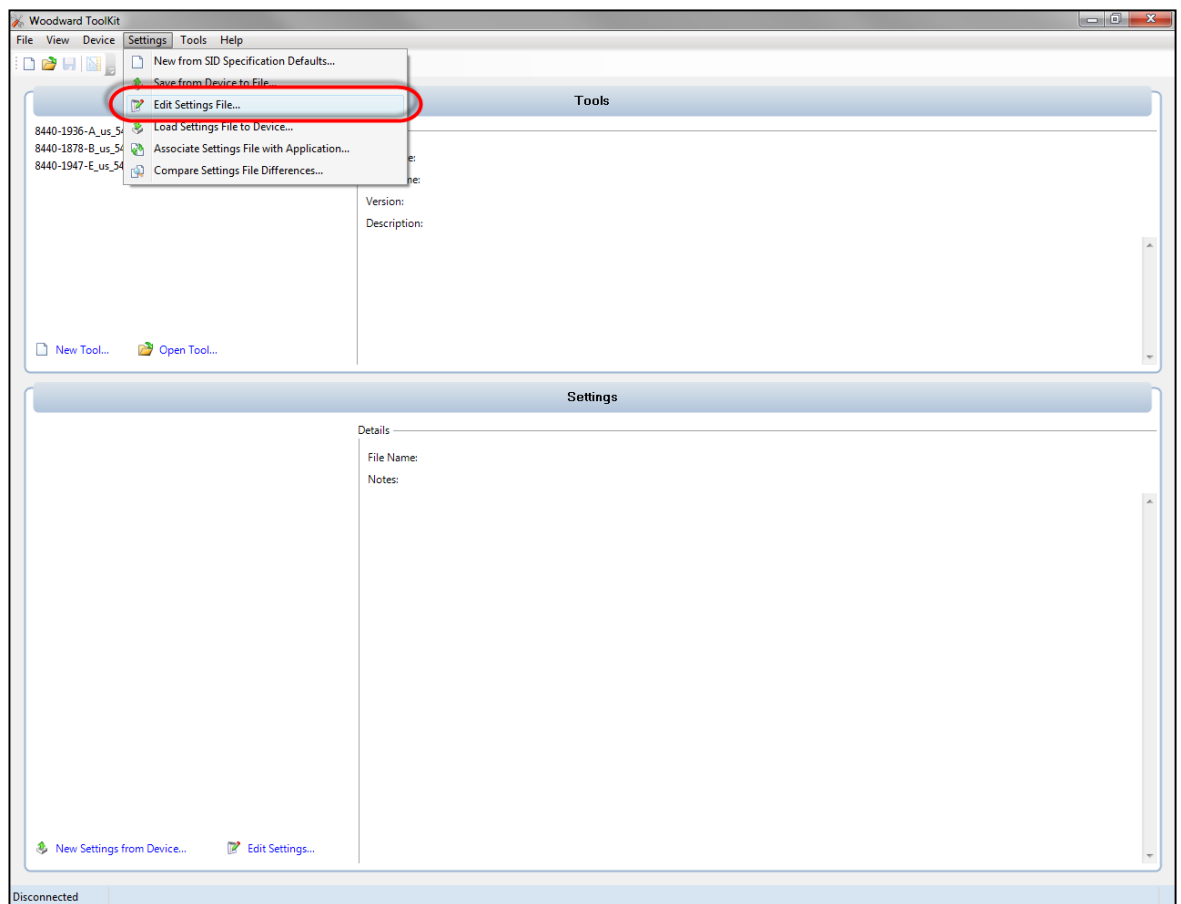 Woodward ToolKit
File View Device Settings Tools Help
New from SID Specification Defaults...
Save from Device to File...
Edit Settings File...
Load Settings File to Device...
Associate Settings File with Application...
Compare Settings File Differences...
Tools
8440-1936-A_us_54
8440-1878-B_us_54
8440-1947-E_us_54
Version:
Description:
New Tool... Open Tool...
Settings
Details
File Name:
Notes:
New Settings from Device... Edit Settings...
Disconnected